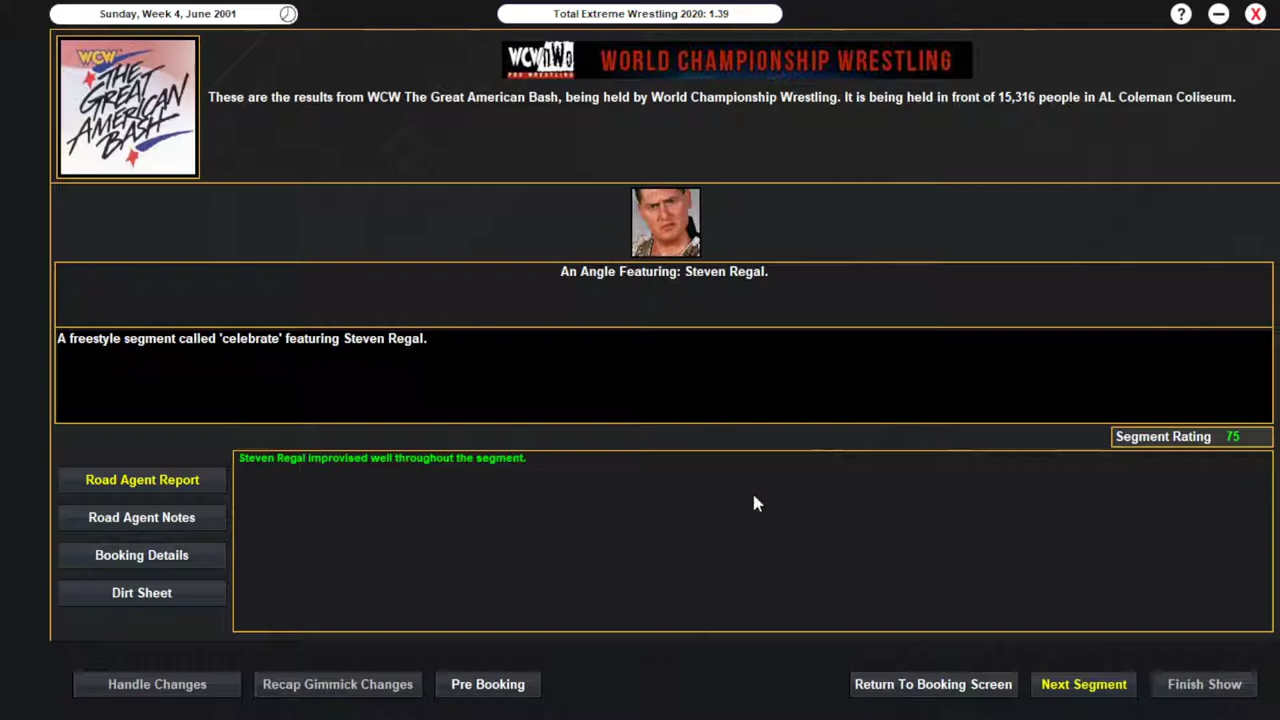 Sunday, Week 4, June 2001
Total Extreme Wrestling 2020: 1.39
?
X
WCW
THE
GREAT
AMERICAN
BASH
WCW
PRO WRESTLING
WORLD CHAMPIONSHIP WRESTLING
These are the results from WCW The Great American Bash, being held by World Championship Wrestling. It is being held in front of 15,316 people in AL Coleman Coliseum.
An Angle Featuring: Steven Regal.
A freestyle segment called 'celebrate' featuring Steven Regal.
Segment Rating 75
Steven Regal improvised well throughout the segment.
Road Agent Report
Road Agent Notes
Booking Details
Dirt Sheet
Handle Changes
Recap Gimmick Changes
Pre Booking
Return To Booking Screen
Next Segment
Finish Show